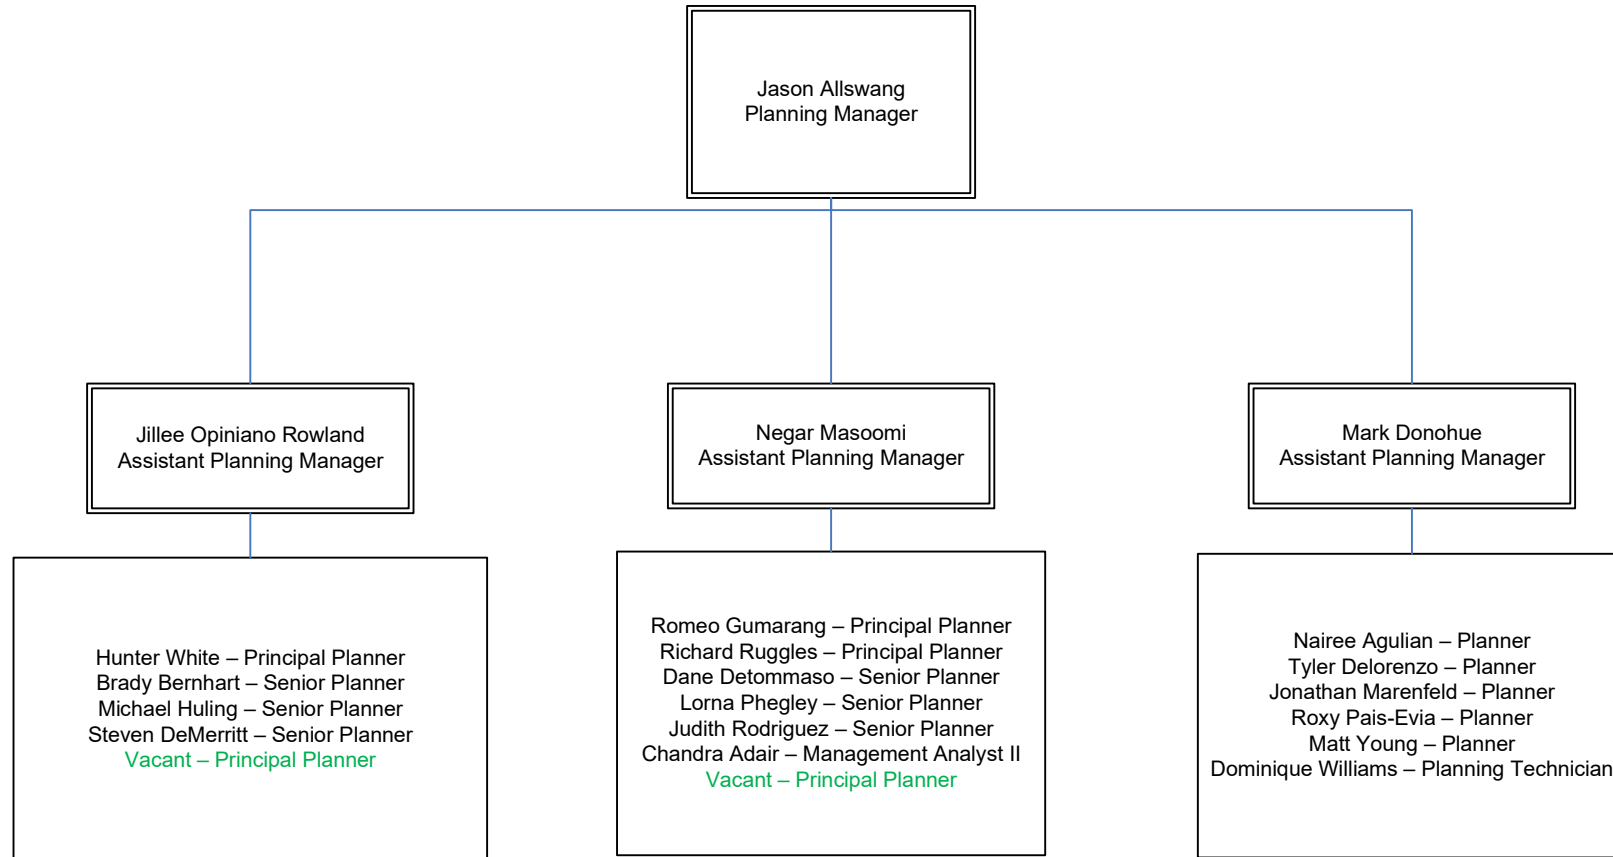 Jason Allswang
Planning Manager
Jillee Opiniano Rowland
Assistant Planning Manager
Negar Masoomi
Assistant Planning Manager
Mark Donohue
Assistant Planning Manager
Hunter White – Principal Planner
Brady Bernhart – Senior Planner
Michael Huling – Senior Planner
Steven DeMerritt – Senior Planner
Vacant – Principal Planner
Romeo Gumarang – Principal Planner
Richard Ruggles – Principal Planner
Dane Detommaso – Senior Planner
Lorna Phegley – Senior Planner
Judith Rodriguez – Senior Planner
Chandra Adair – Management Analyst II
Vacant – Principal Planner
Nairee Agulian – Planner
Tyler Delorenzo – Planner
Jonathan Marenfeld – Planner
Roxy Pais-Evia – Planner
Matt Young – Planner
Dominique Williams – Planning Technician